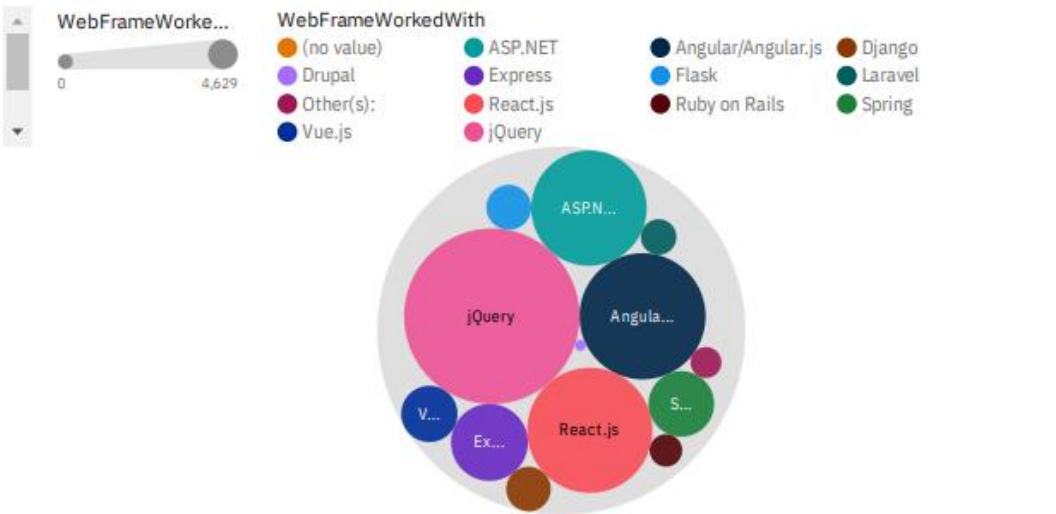 WebFrameWorke...
0 4,629
WebFrameWorkedWith
(no value) ASP.NET Angular/Angular.js Django
Drupal Express Flask Laravel
Other(s): React.js Ruby on Rails Spring
Vue.js jQuery
ASP.N...
jQuery Angula...
S...
V... React.js
Ex...